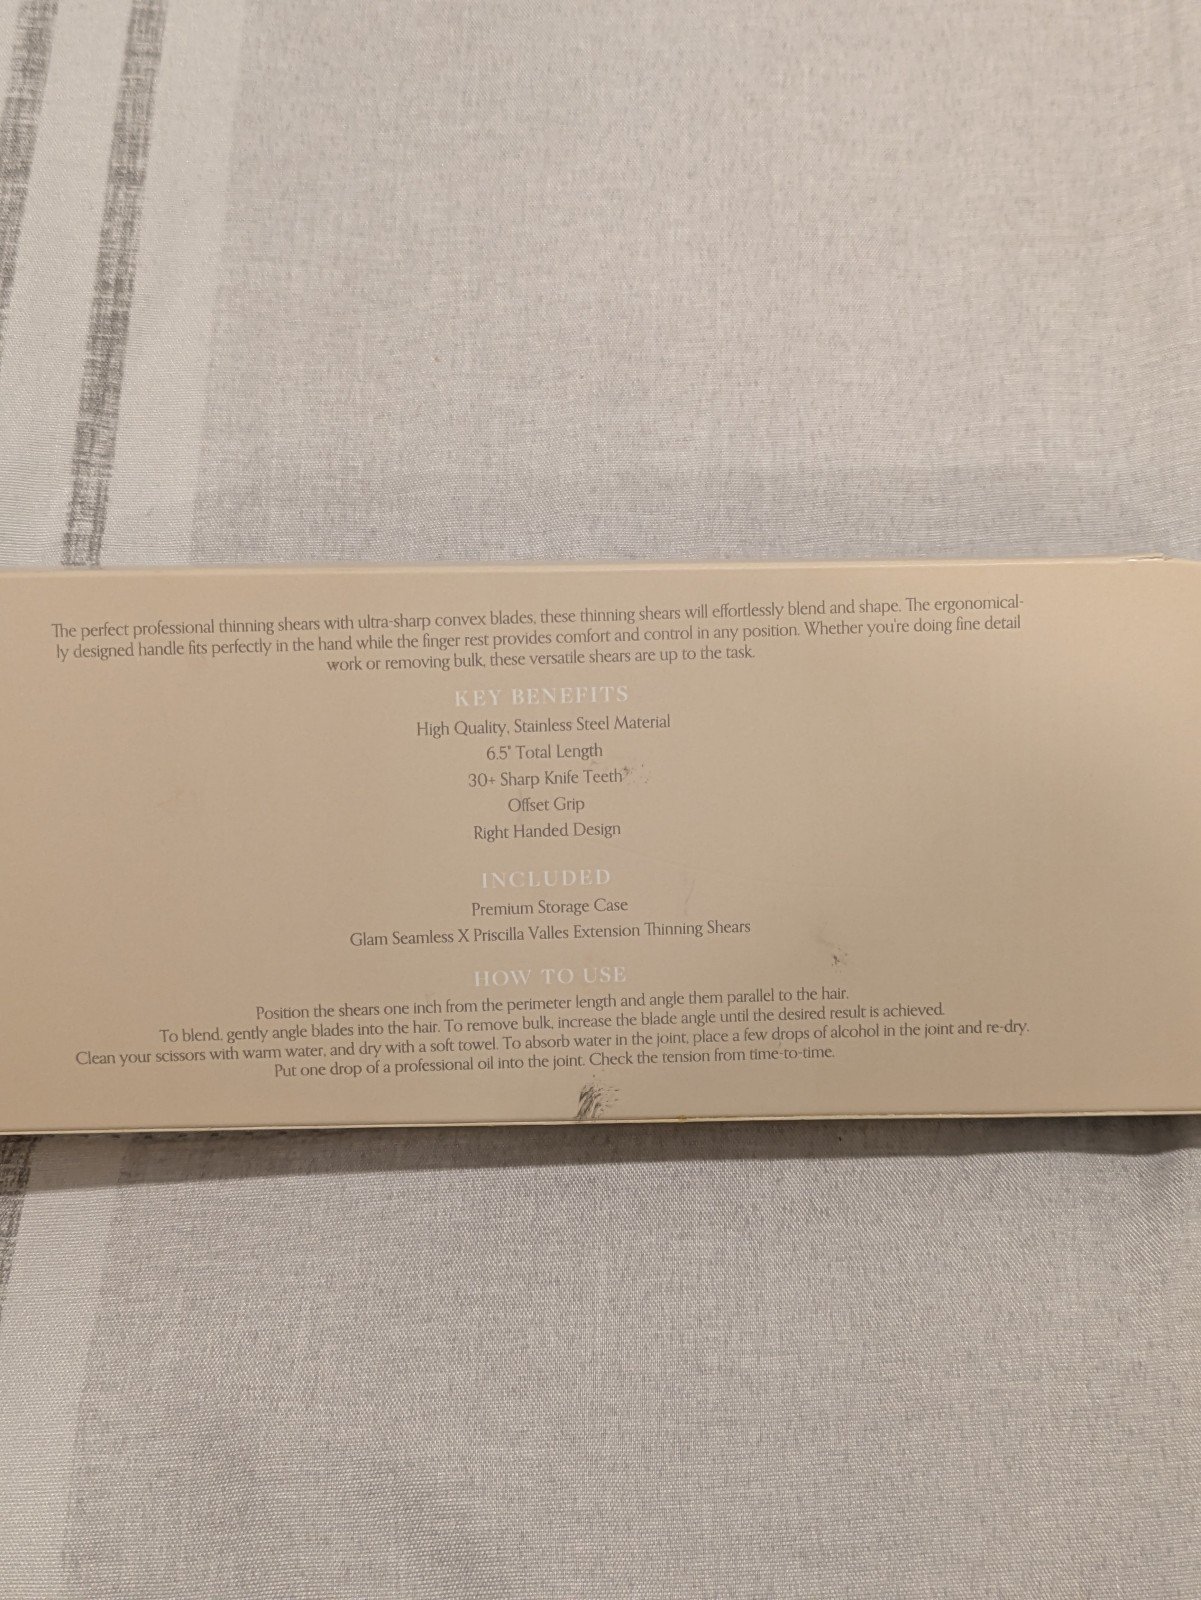 The perfect professional thinning shears with ultra-sharp convex blades, these thinning shears will effortlessly blend and shape. The ergonomical-
ly designed handle fits perfectly in the hand while the finger rest provides comfort and control in any position. Whether you're doing fine detail
work or removing bulk, these versatile shears are up to the task.
KEY BENEFITS
High Quality, Stainless Steel Material
6.5" Total Length
30+ Sharp Knife Teeth
Offset Grip
Right Handed Design
INCLUDED
Premium Storage Case
Glam Seamless X Priscilla Valles Extension Thinning Shears
HOW TO USE
Position the shears one inch from the perimeter length and angle them parallel to the hair.
To blend, gently angle blades into the hair. To remove bulk, increase the blade angle until the desired result is achieved.
Clean your scissors with warm water, and dry with a soft towel. To absorb water in the joint, place a few drops of alcohol in the joint and re-dry.
Put one drop of a professional oil into the joint. Check the tension from time-to-time.